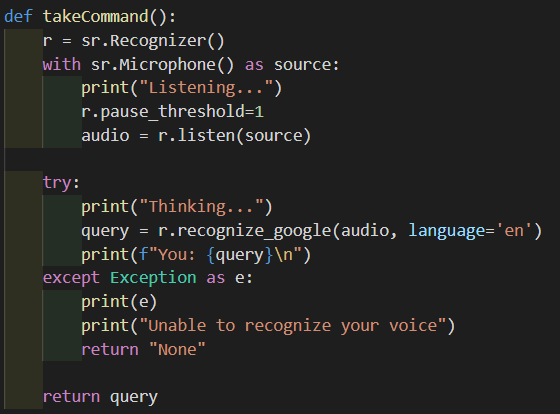 def takeCommand():
    r = sr.Recognizer()
    with sr.Microphone() as source:
        print("Listening...")
        r.pause_threshold=1
        audio = r.listen(source)

    try:
        print("Thinking...")
        query = r.recognize_google(audio, language='en')
        print(f"You: {query}\n")
    except Exception as e:
        print(e)
        print("Unable to recognize your voice")
        return "None"

    return query